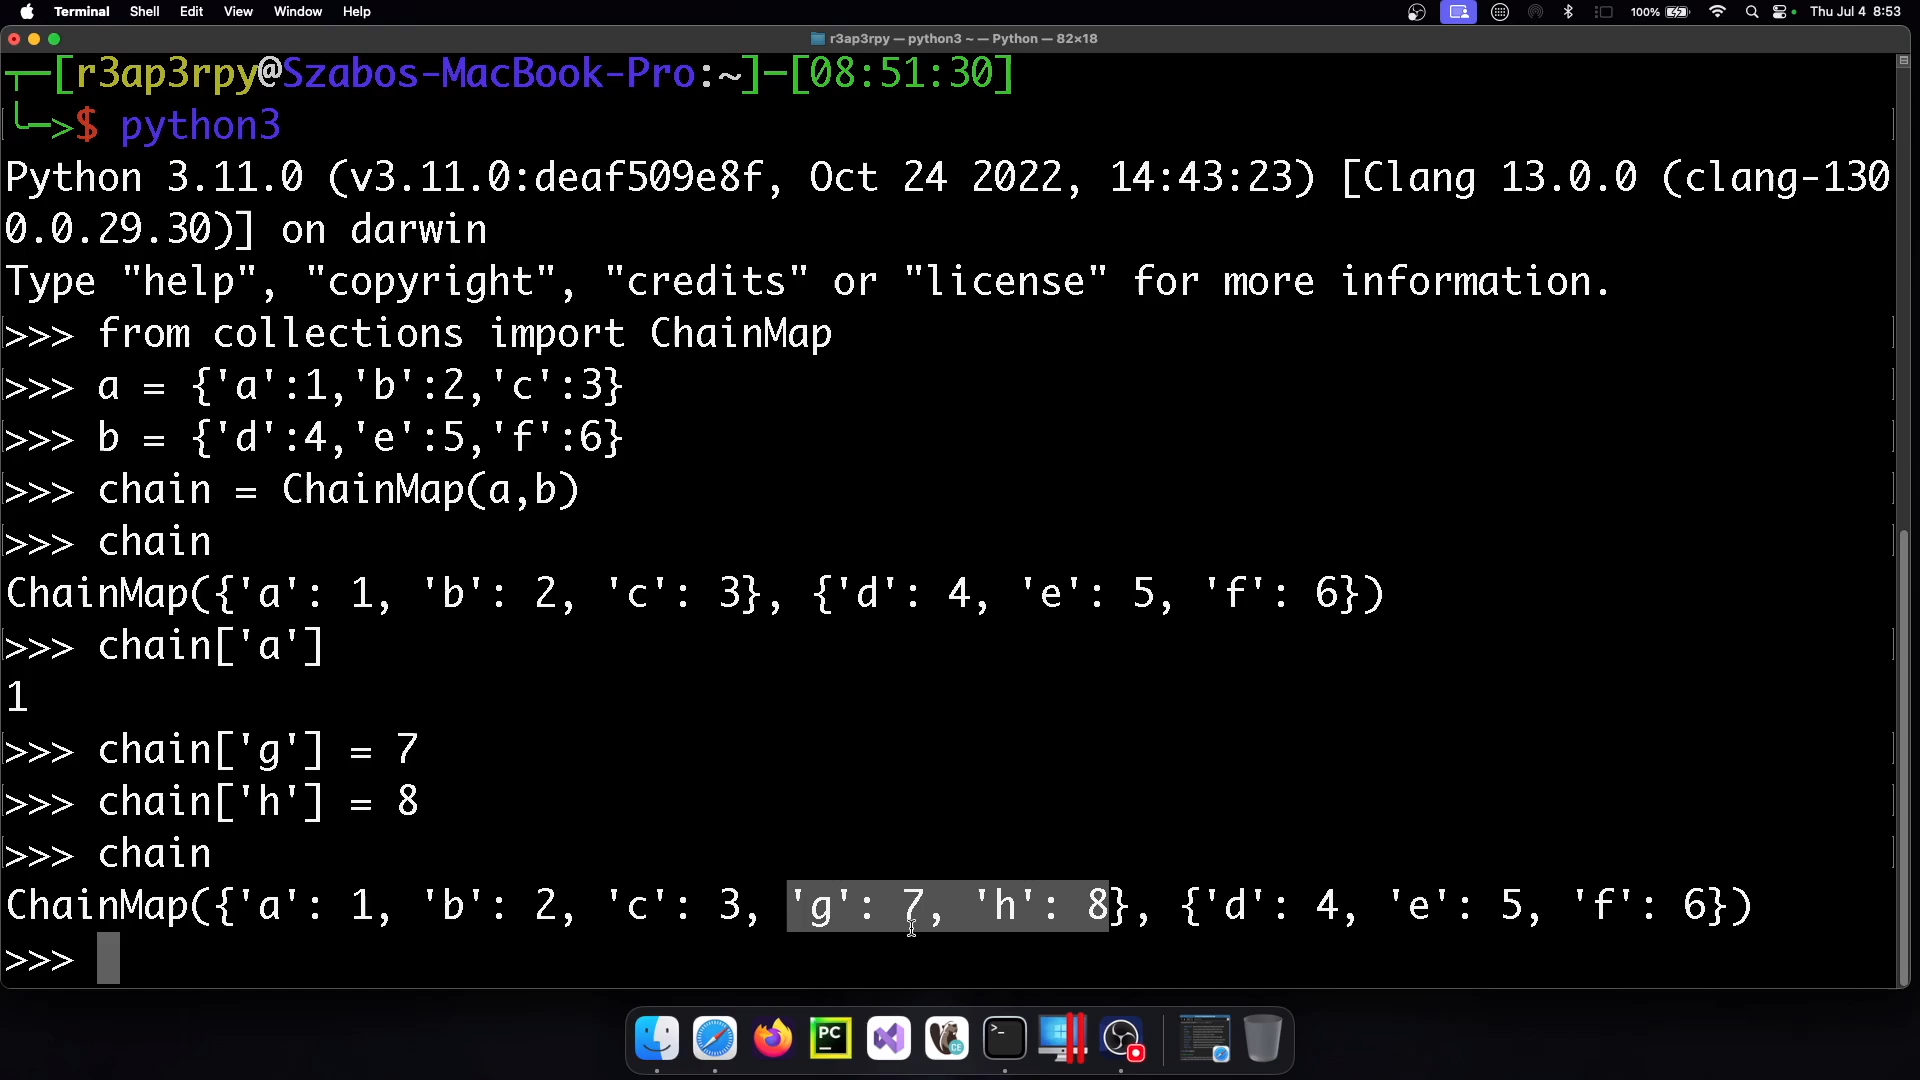 Terminal Shell Edit View Window Help 100% Thu Jul 4 8:53
r3ap3rpy — python3 ~ — Python — 82×18
┬─[r3ap3rpy@Szabos-MacBook-Pro:~]─[08:51:30]
╰─>$ python3
Python 3.11.0 (v3.11.0:deaf509e8f, Oct 24 2022, 14:43:23) [Clang 13.0.0 (clang-130
0.0.29.30)] on darwin
Type "help", "copyright", "credits" or "license" for more information.
>>> from collections import ChainMap
>>> a = {'a':1,'b':2,'c':3}
>>> b = {'d':4,'e':5,'f':6}
>>> chain = ChainMap(a,b)
>>> chain
ChainMap({'a': 1, 'b': 2, 'c': 3}, {'d': 4, 'e': 5, 'f': 6})
>>> chain['a']
1
>>> chain['g'] = 7
>>> chain['h'] = 8
>>> chain
ChainMap({'a': 1, 'b': 2, 'c': 3, 'g': 7, 'h': 8}, {'d': 4, 'e': 5, 'f': 6})
>>>
PC
CE
>_